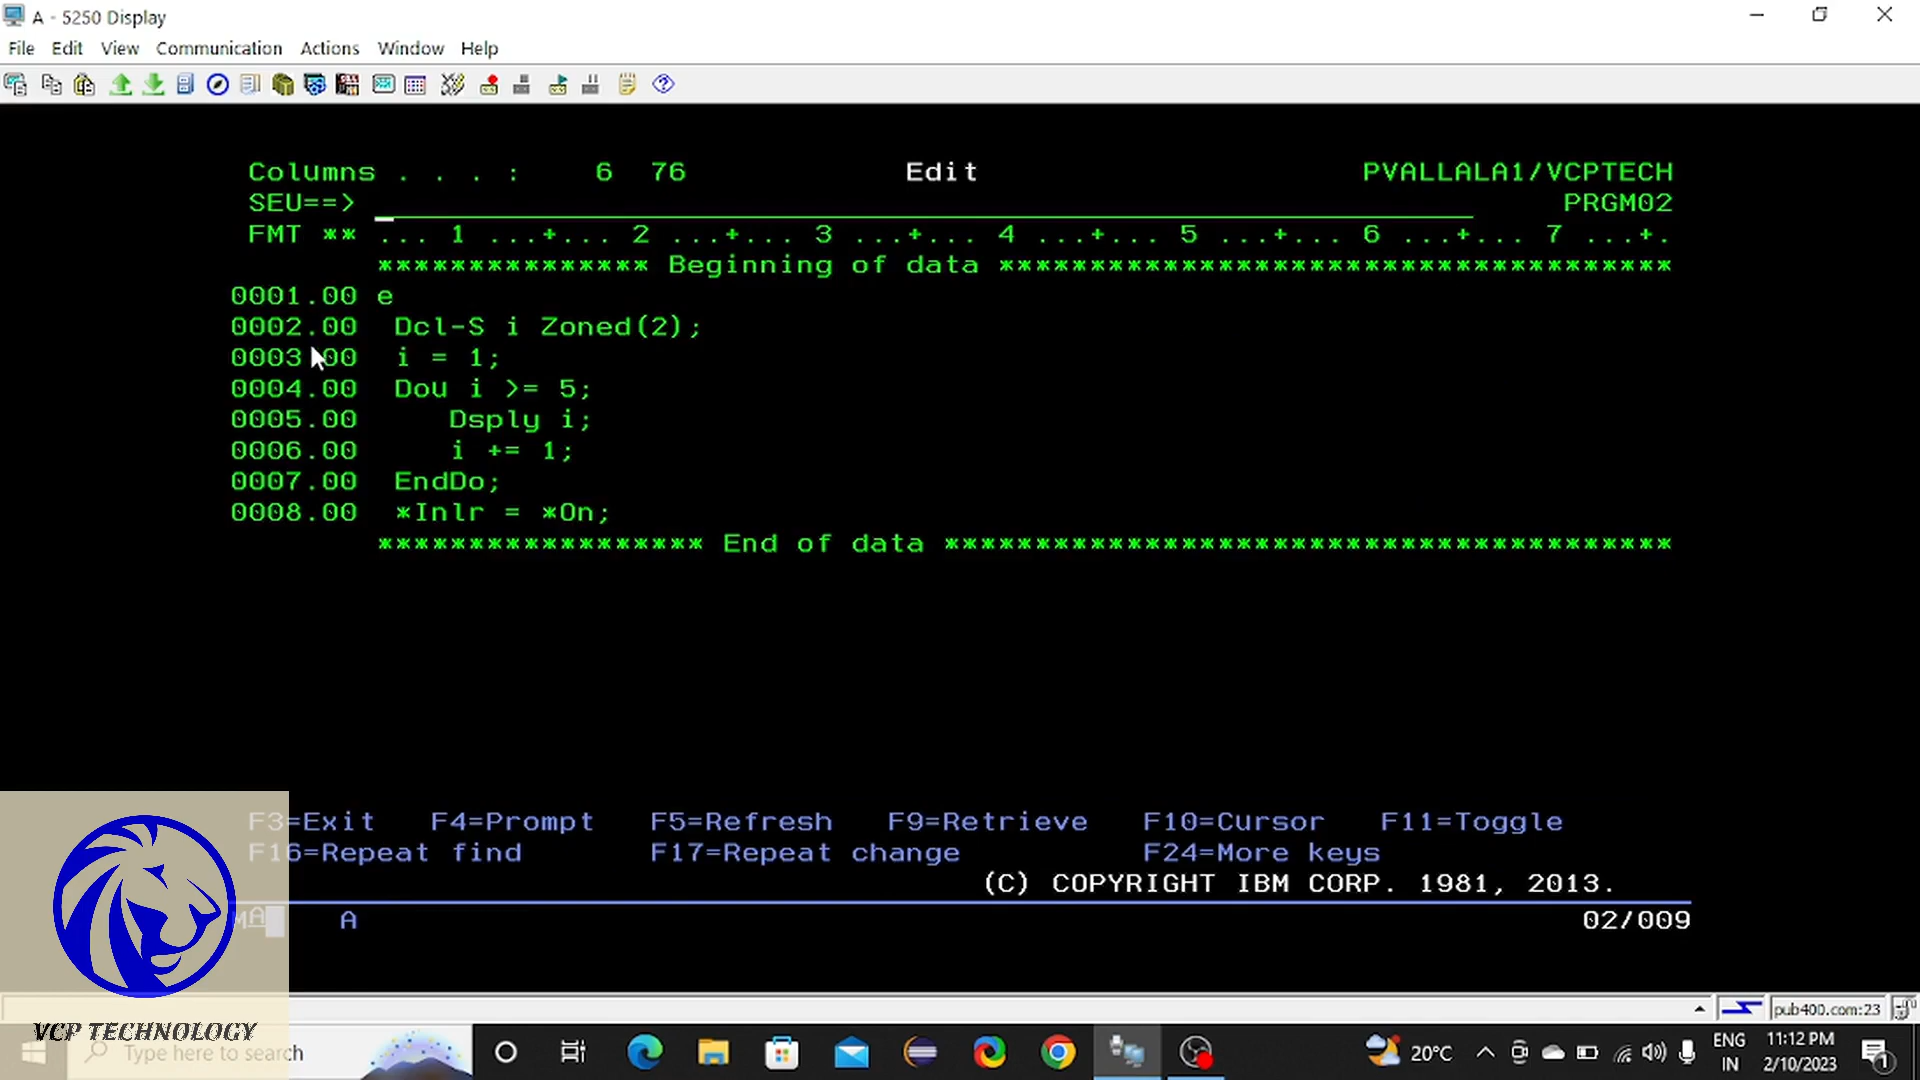 A - 5250 Display
File Edit View Communication Actions Window Help
Columns . . . : 6 76 Edit PVALLALA1/VCPTECH
SEU==> PRGM02
FMT ** ... 1 ...+... 2 ...+... 3 ...+... 4 ...+... 5 ...+... 6 ...+... 7 ...+.
*************** Beginning of data *************************************
0001.00 e
0002.00 Dcl-S i Zoned(2);
0003.00 i = 1;
0004.00 Dou i >= 5;
0005.00 Dsply i;
0006.00 i += 1;
0007.00 EndDo;
0008.00 *Inlr = *On;
****************** End of data ****************************************
F3=Exit F4=Prompt F5=Refresh F9=Retrieve F10=Cursor F11=Toggle
F16=Repeat find F17=Repeat change F24=More keys
(C) COPYRIGHT IBM CORP. 1981, 2013.
MA A 02/009
pub400.com:23
VCP TECHNOLOGY
Type here to search
20°C
ENG
IN
11:12 PM
2/10/2023
1